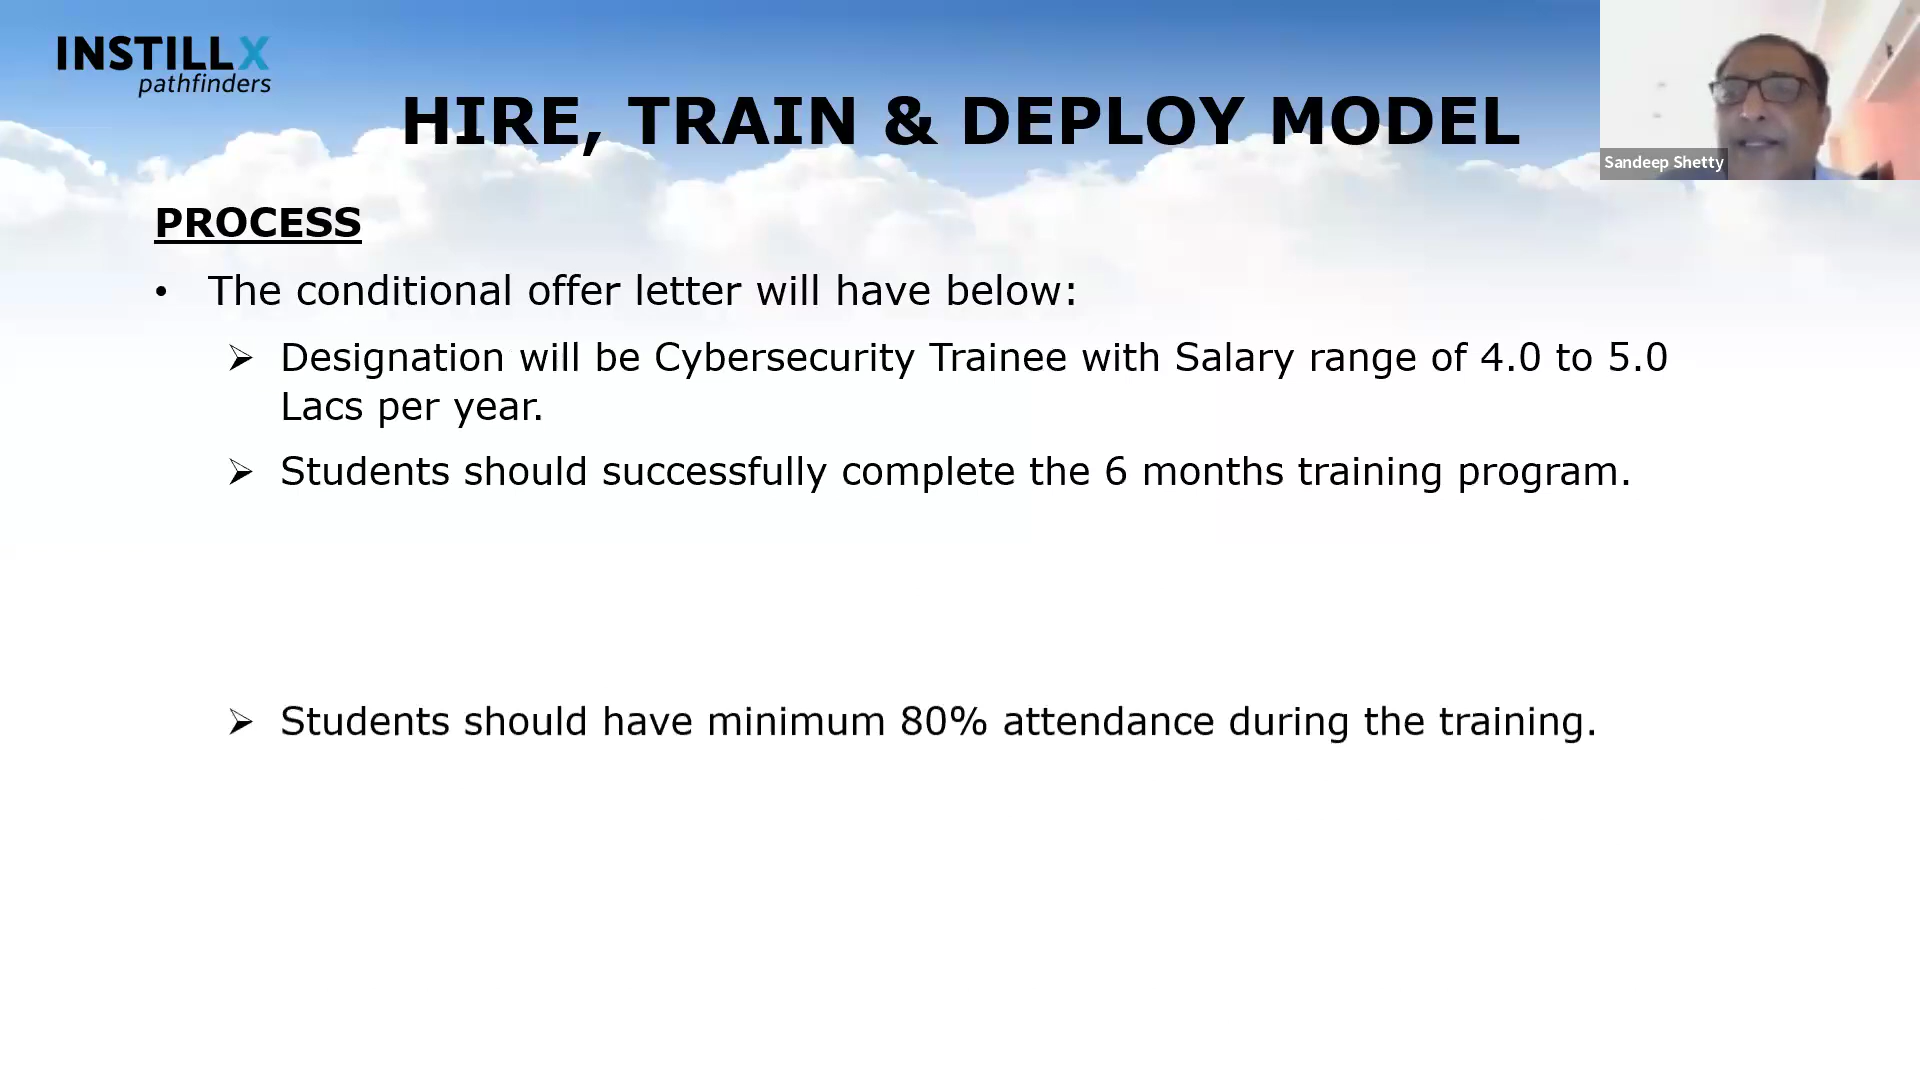 INSTILLX
pathfinders
HIRE, TRAIN & DEPLOY MODEL
Sandeep Shetty
PROCESS
• The conditional offer letter will have below:
➢ Designation will be Cybersecurity Trainee with Salary range of 4.0 to 5.0
Lacs per year.
➢ Students should successfully complete the 6 months training program.
➢ Students should have minimum 80% attendance during the training.